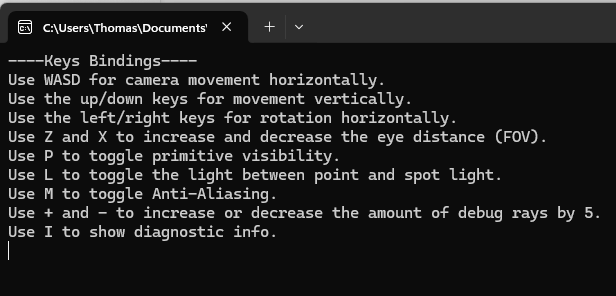 C:\Users\Thomas\Documents'
----Keys Bindings----
Use WASD for camera movement horizontally.
Use the up/down keys for movement vertically.
Use the left/right keys for rotation horizontally.
Use Z and X to increase and decrease the eye distance (FOV).
Use P to toggle primitive visibility.
Use L to toggle the light between point and spot light.
Use M to toggle Anti-Aliasing.
Use + and - to increase or decrease the amount of debug rays by 5.
Use I to show diagnostic info.